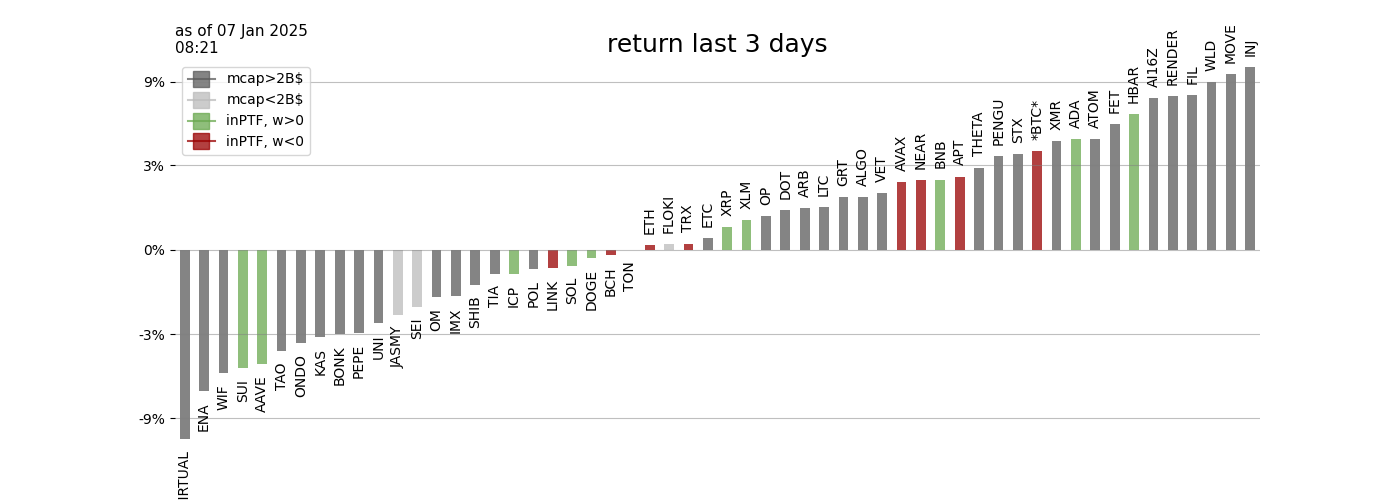 as of 07 Jan 2025
08:21
return last 3 days
mcap>2B$
mcap<2B$
inPTF, w>0
inPTF, w<0
9%
3%
0%
-3%
-9%
IRTUAL
ENA
WIF
SUI
AAVE
TAO
ONDO
KAS
BONK
PEPE
UNI
JASMY
SEI
OM
IMX
SHIB
TIA
ICP
POL
LINK
SOL
DOGE
BCH
TON
ETH
FLOKI
TRX
ETC
XRP
XLM
OP
DOT
ARB
LTC
GRT
ALGO
VET
AVAX
NEAR
BNB
APT
THETA
PENGU
STX
*BTC*
XMR
ADA
ATOM
FET
HBAR
AI16Z
RENDER
FIL
WLD
MOVE
INJ